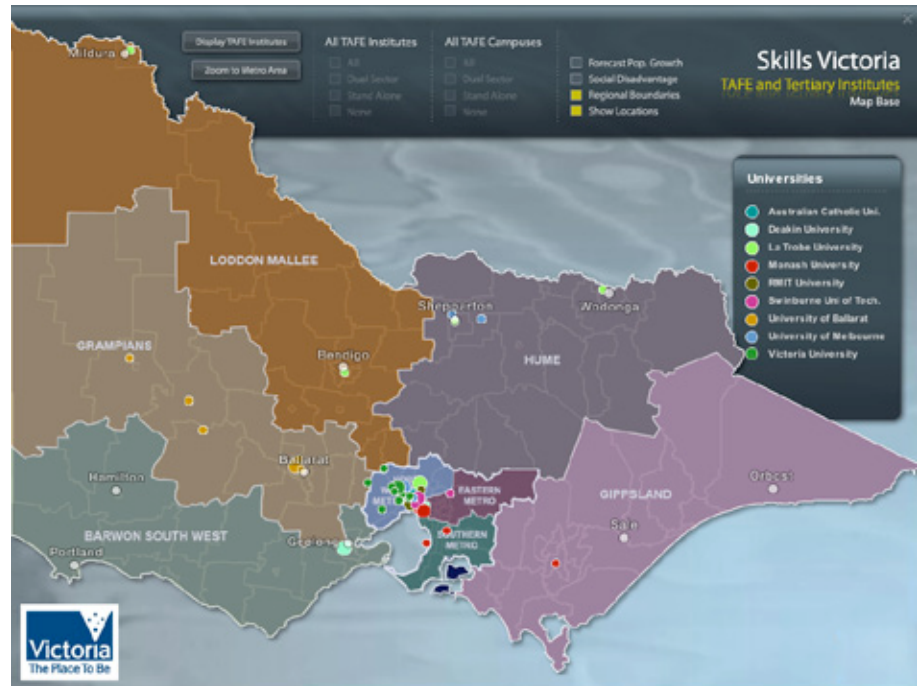 Mildura
Display TAFE Institutes
Zoom to Metro Area
All TAFE Institutes
All
Dual Sector
Stand Alone
None
All TAFE Campuses
All
Dual Sector
Stand Alone
None
Forecast Pop. Growth
Social Disadvantage
Regional Boundaries
Show Locations
Skills Victoria
TAFE and Tertiary Institutes
Map Base
Universities
Australian Catholic Uni.
Deakin University
La Trobe University
Monash University
RMIT University
Swinburne Uni of Tech.
University of Ballarat
University of Melbourne
Victoria University
LODDON MALLEE
Shepperton
Wodonga
GRAMPIANS
Bendigo
HUME
Ballarat
Hamilton
EASTERN
METRO
GIPPSLAND
Orbost
Sale
BARWON SOUTH WEST
Geelong
SOUTHERN
METRO
Portland
Victoria
The Place To Be